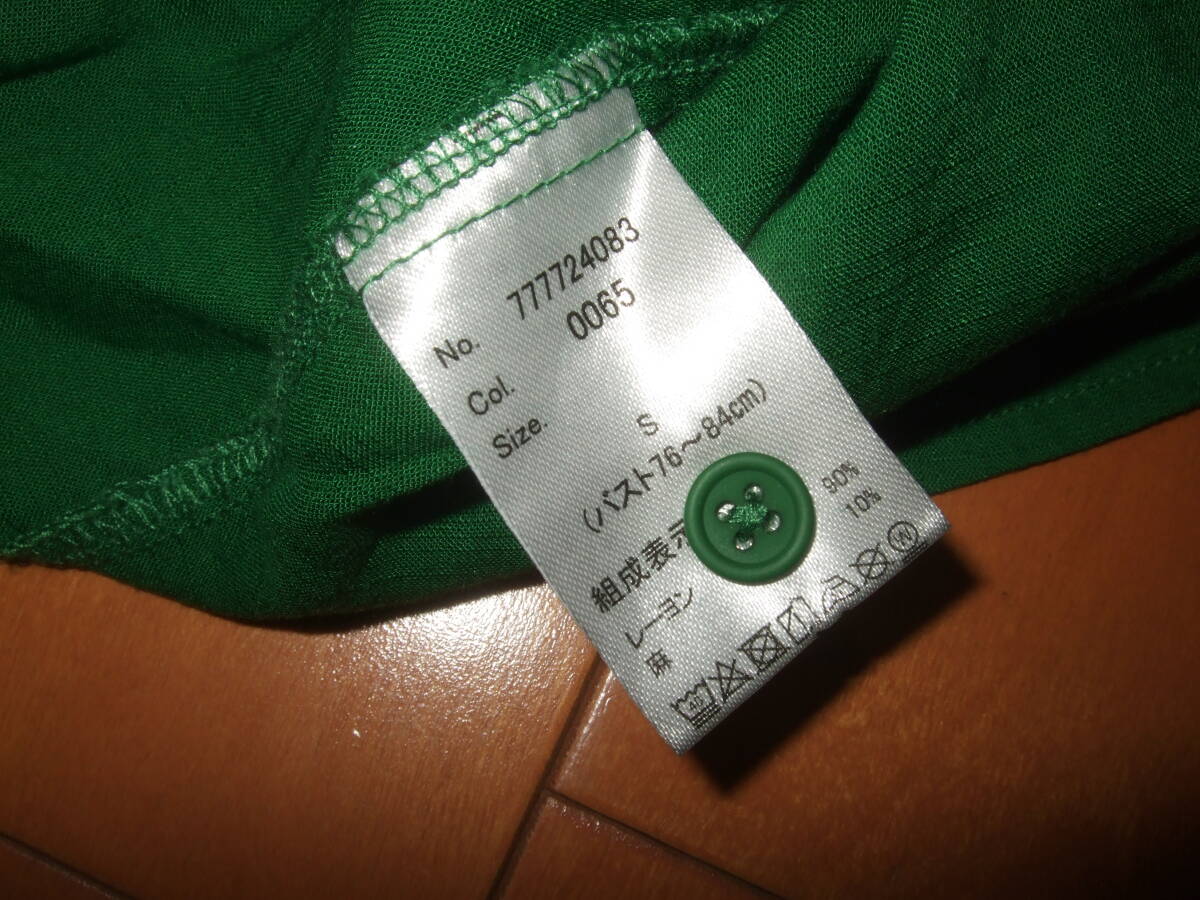 No. 777724083
Col. 0065
Size. S
(バスト76～84cm)
組成表示
レーヨン 90%
麻 10%
40
W